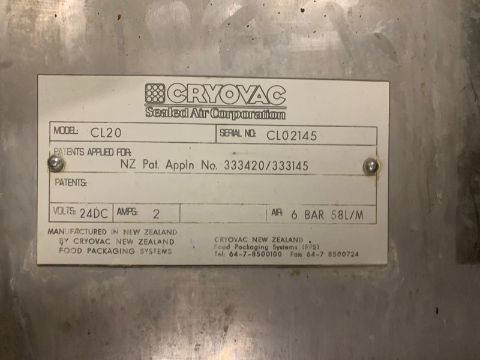 CRYOVAC
Sealed Air Corporation
MODEL: CL20 SERIAL NO: CL02145
PATENTS APPLIED FOR:
NZ Pat. Appln No. 333420/333145
PATENTS:
VOLTS: 24DC AMPS: 2 AIR: 6 BAR 58L/M
MANUFACTURED IN NEW ZEALAND
BY CRYOVAC NEW ZEALAND
FOOD PACKAGING SYSTEMS
CRYOVAC NEW ZEALAND
Food Packaging Systems
Tel: 64-7-8500100 Fax: 64-7 8500724